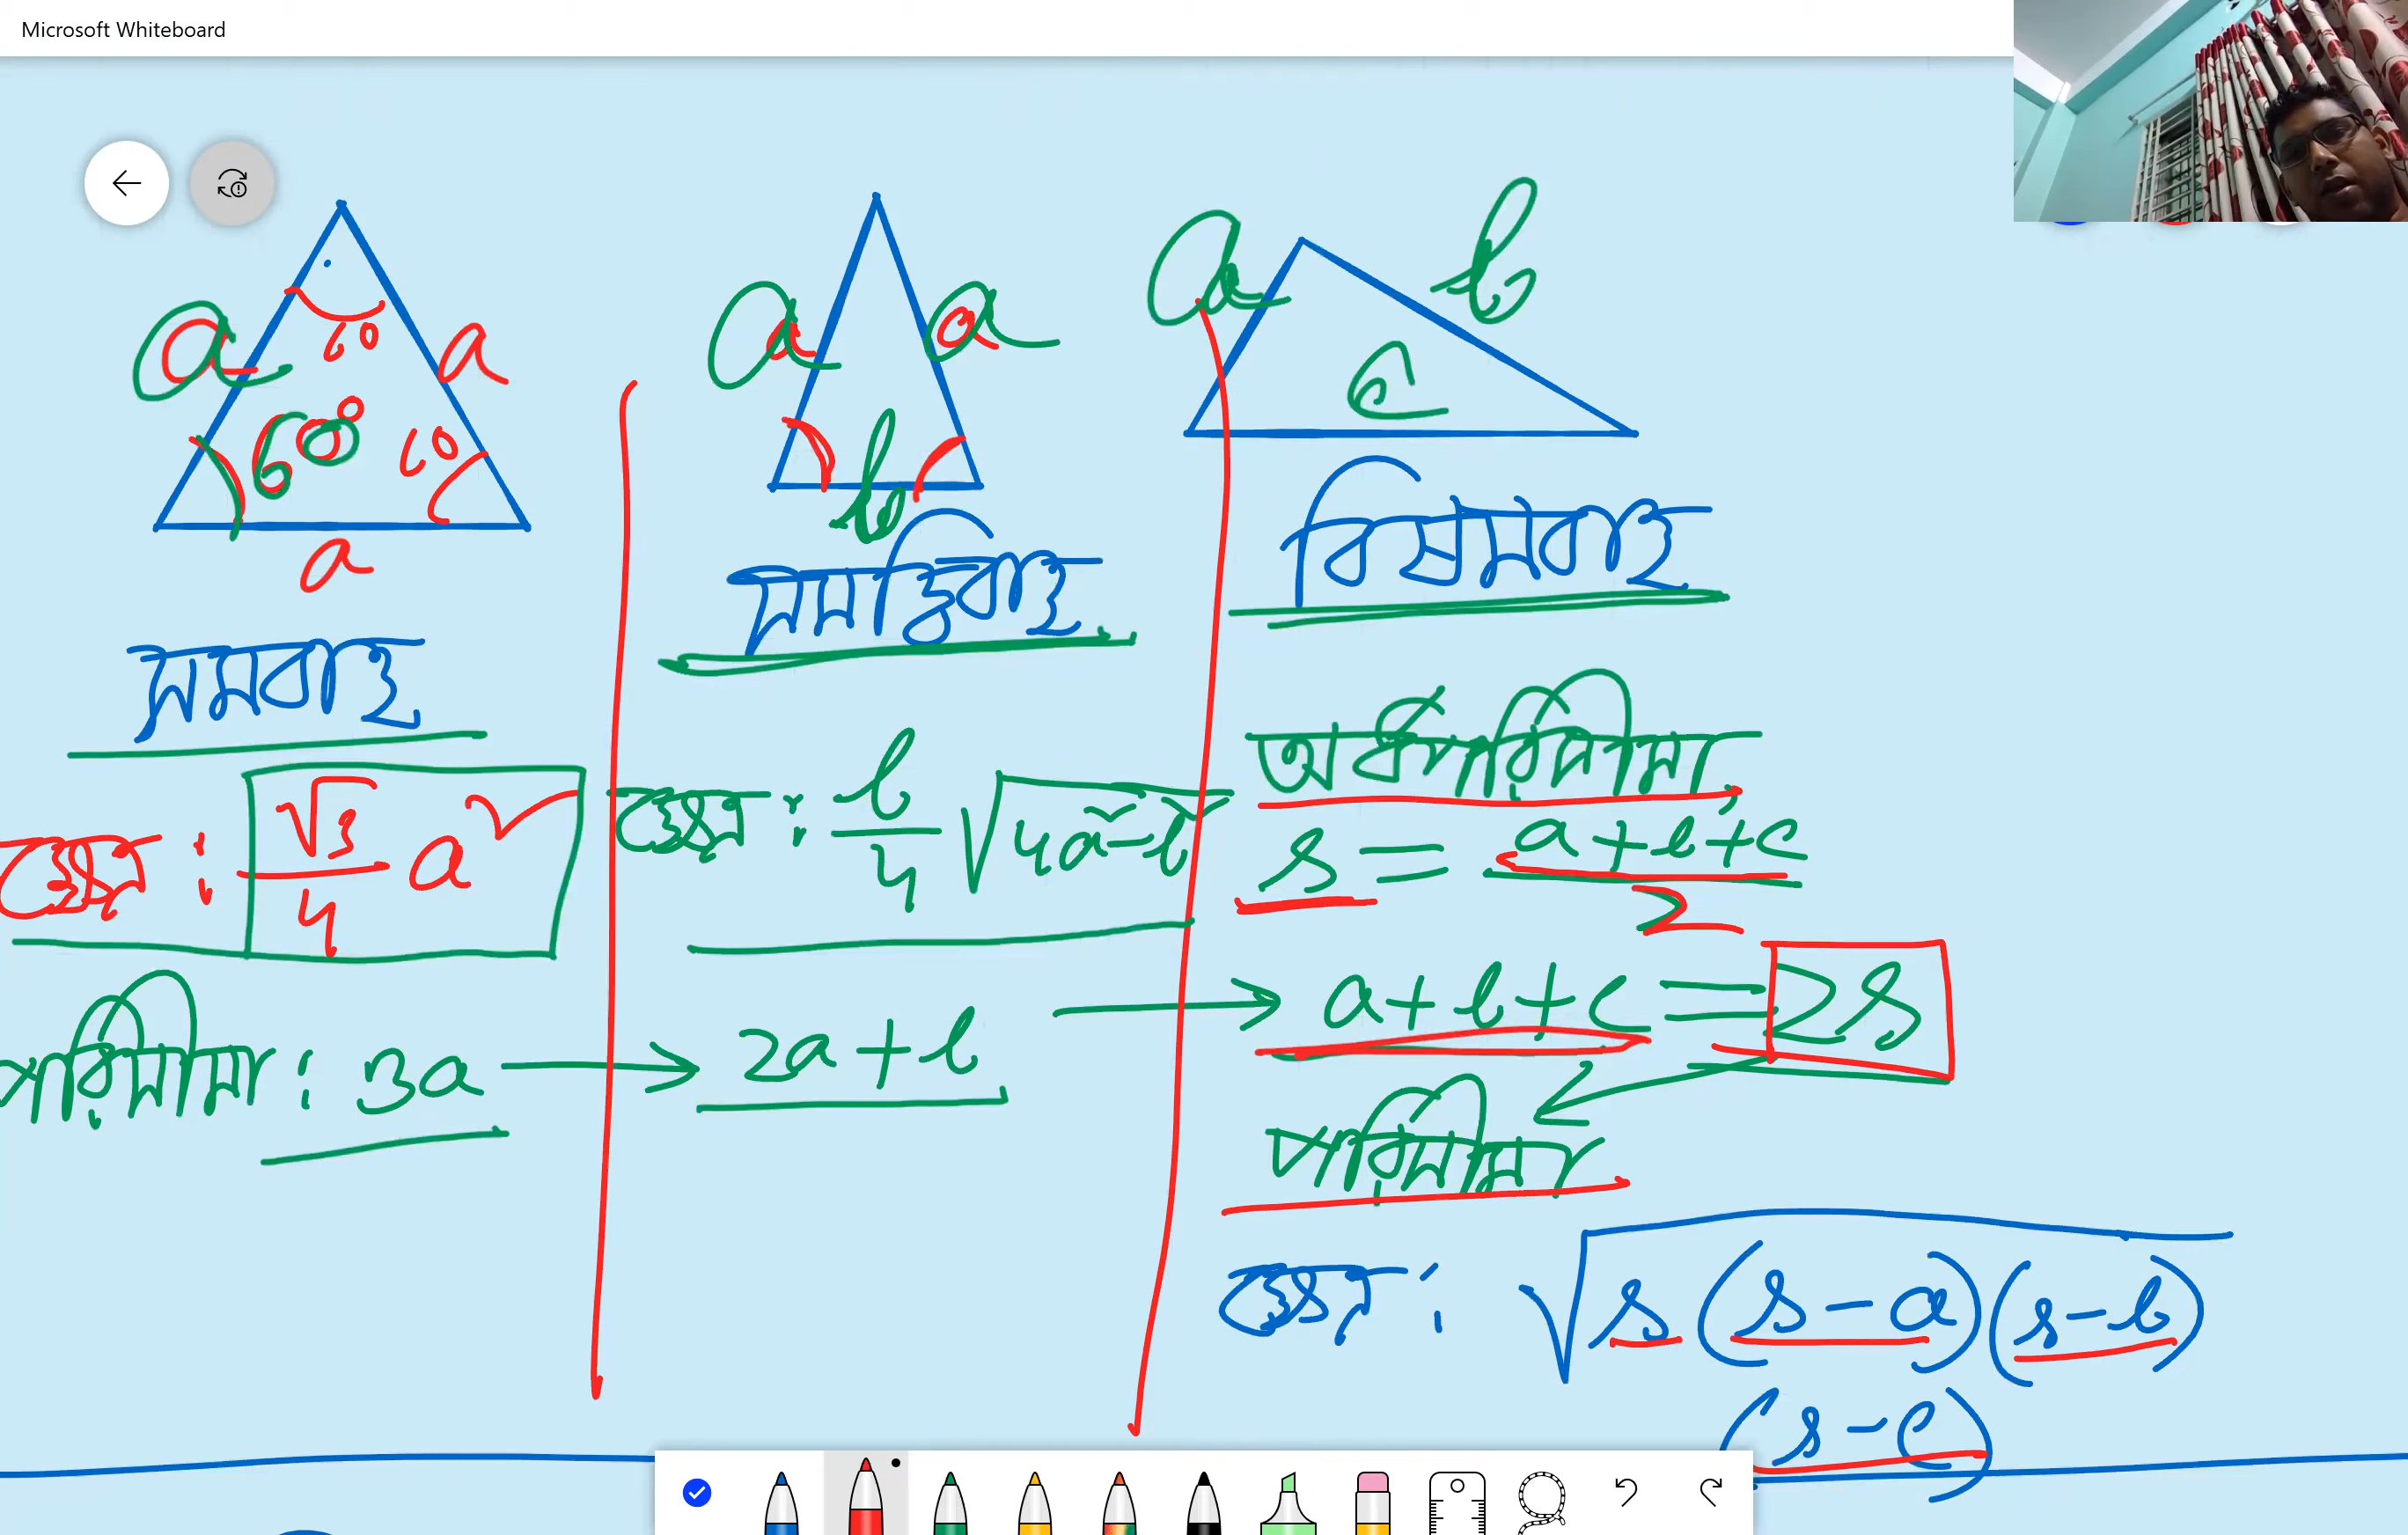 Microsoft Whiteboard
a a 60 60° 60 a
সমবাহু
ক্ষেত্র : √3/4 a²
পরিসীমা : 3a
a a b
সমদ্বিবাহু
ক্ষেত্র : b/4 √4a²-b²
2a+b
a b c
বিষমবাহু
অর্ধপরিসীমা,
s = a+b+c/2
a+b+c = 2s
পরিসীমা
ক্ষেত্র : √s(s-a)(s-b)
(s-c)